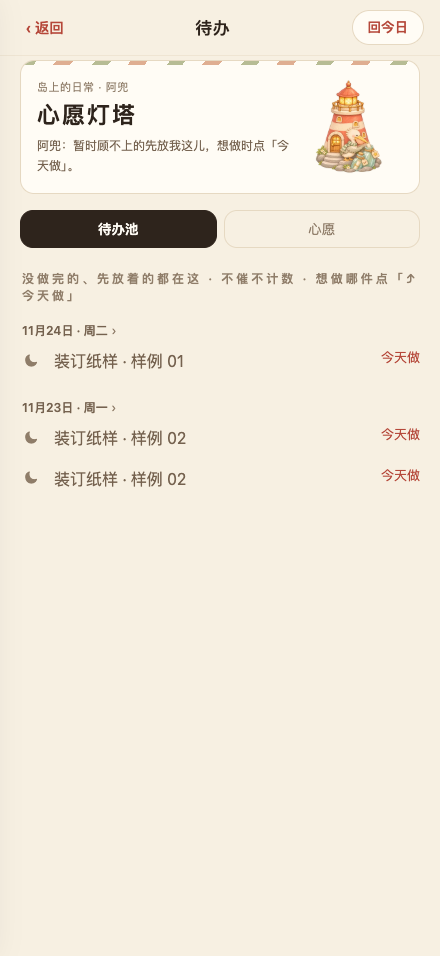 ‹ 返回
待办
回今日
岛上的日常 · 阿兜
心愿灯塔
阿兜：暂时顾不上的先放我这儿，想做时点「今
天做」。
待办池
心愿
没做完的、先放着的都在这 · 不催不计数 · 想做哪件点「↑
今天做」
11月24日 · 周二 ›
装订纸样 · 样例 01
今天做
11月23日 · 周一 ›
装订纸样 · 样例 02
今天做
装订纸样 · 样例 02
今天做